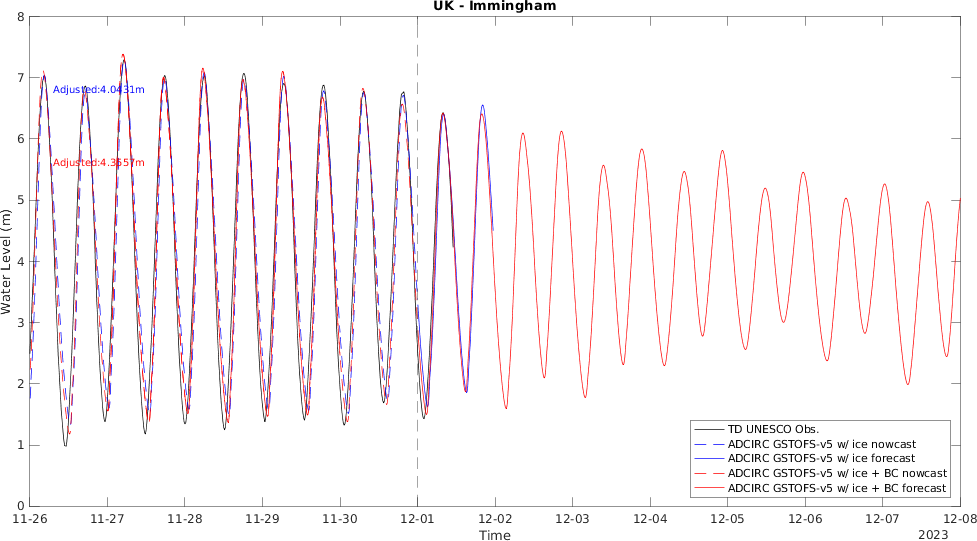 UK - Immingham
8
7
6
5
4
3
2
1
0
Water Level (m)
Adjusted:4.0431m
Adjusted:4.3557m
TD UNESCO Obs.
ADCIRC GSTOFS-v5 w/ ice nowcast
ADCIRC GSTOFS-v5 w/ ice forecast
ADCIRC GSTOFS-v5 w/ ice + BC nowcast
ADCIRC GSTOFS-v5 w/ ice + BC forecast
11-26 11-27 11-28 11-29 11-30 12-01 12-02 12-03 12-04 12-05 12-06 12-07 12-08
Time
2023